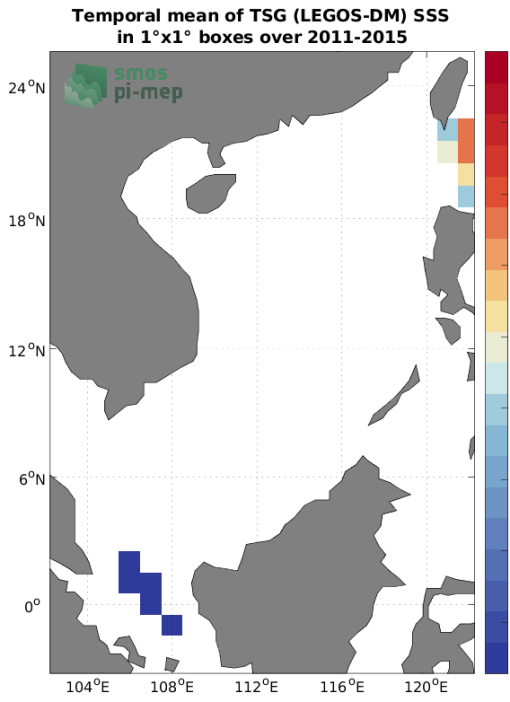 Temporal mean of TSG (LEGOS-DM) SSS
in 1°x1° boxes over 2011-2015
smos
pi-mep
24°N
18°N
12°N
6°N
0°
104°E 108°E 112°E 116°E 120°E